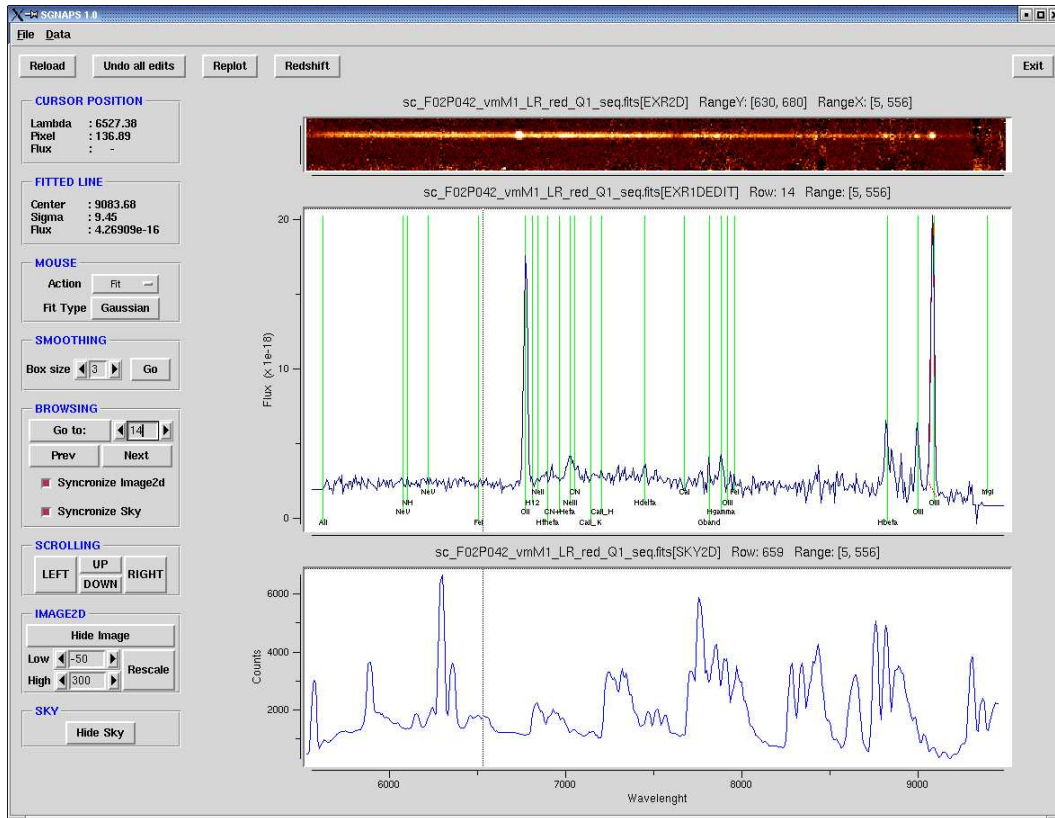 SGNAPS 1.0
File Data
Reload Undo all edits Replot Redshift Exit
CURSOR POSITION
Lambda : 6527.38
Pixel : 136.89
Flux : -
FITTED LINE
Center : 9083.68
Sigma : 9.45
Flux : 4.26909e-16
MOUSE
Action Fit
Fit Type Gaussian
SMOOTHING
Box size 3 Go
BROWSING
Go to: 14
Prev Next
Syncronize Image2d
Syncronize Sky
SCROLLING
LEFT UP DOWN RIGHT
IMAGE2D
Hide Image
Low -50
High 300
Rescale
SKY
Hide Sky
sc_F02P042_vmM1_LR_red_Q1_seq.fits[EXR2D] RangeY: [630, 680] RangeX: [5, 556]
sc_F02P042_vmM1_LR_red_Q1_seq.fits[EXR1DEDIT] Row: 14 Range: [5, 556]
20
10
0
Flux (x 1e-18)
NeV NeII CN Hdelta CaI FeI MgI
NH H12 NeIII OIII OIII
NeV OII CN+Heta CaII_H Hgamma OIII
AlI FeI CaII_K Gband Hbeta
sc_F02P042_vmM1_LR_red_Q1_seq.fits[SKY2D] Row: 659 Range: [5, 556]
6000
4000
2000
Counts
6000 7000 8000 9000
Wavelenght